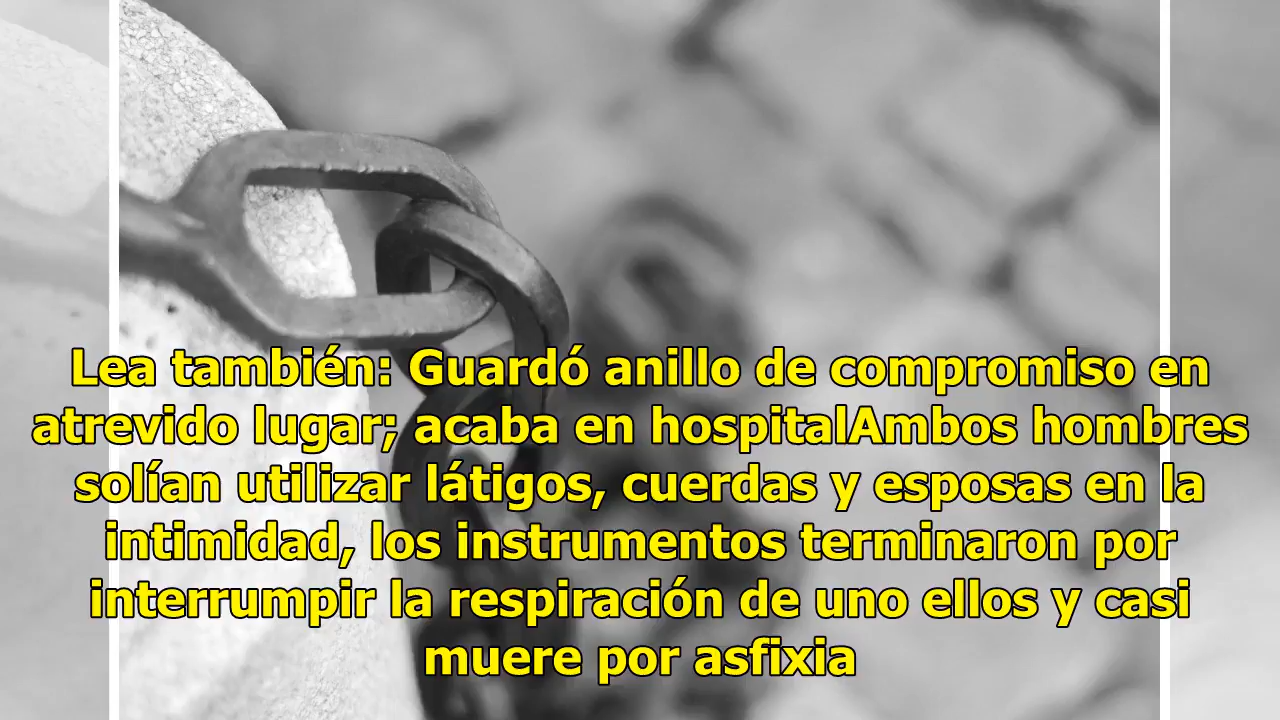 Lea también: Guardó anillo de compromiso en
atrevido lugar; acaba en hospitalAmbos hombres
solían utilizar látigos, cuerdas y esposas en la
intimidad, los instrumentos terminaron por
interrumpir la respiración de uno ellos y casi
muere por asfixia